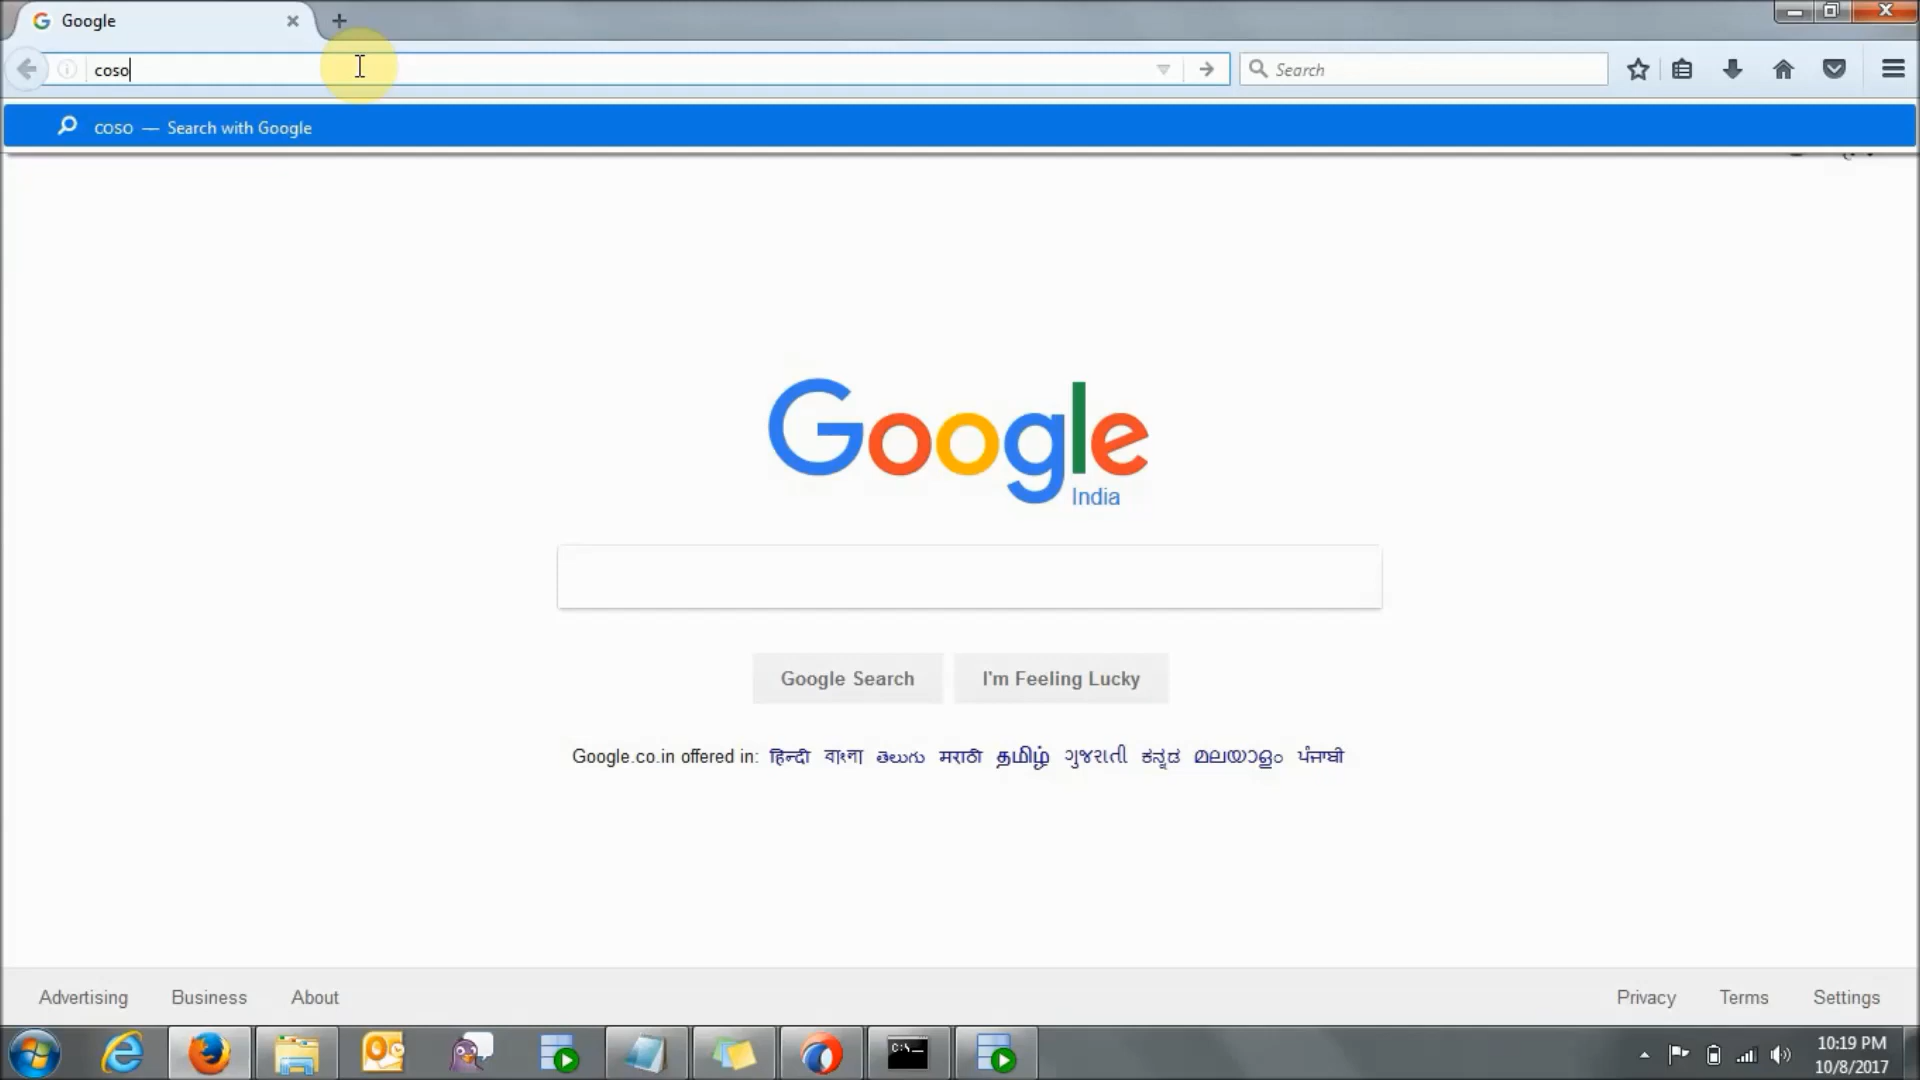 Google
coso
Search
coso — Search with Google
Google
India
Google Search
I'm Feeling Lucky
Google.co.in offered in: हिन्दी বাংলা తెలుగు मराठी தமிழ் ગુજરાતી ಕನ್ನಡ മലയാളം ਪੰਜਾਬੀ
Advertising Business About
Privacy Terms Settings
C:\_
10:19 PM
10/8/2017